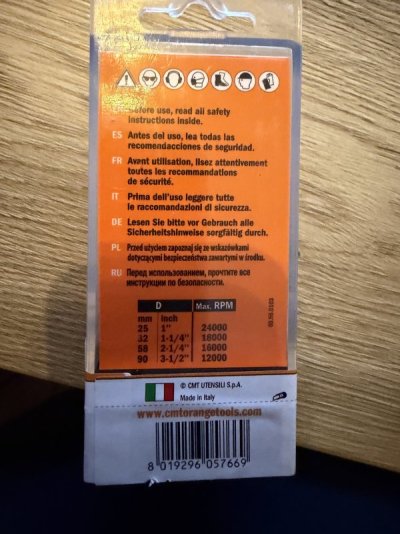 Before use, read all safety
instructions inside.
ES Antes del uso, lea todas las
recomendacciones de seguridad.
FR Avant utilisation, lisez attentivement
toutes les recommandations
de sécurité.
IT Prima dell'uso leggere tutte
le raccomandazioni di sicurezza.
DE Lesen Sie bitte vor Gebrauch alle
Sicherheitshinweise sorgfältig durch.
PL Przed użyciem zapoznaj się ze wskazówkami
dotyczącymi bezpieczeństwa zawartymi w środku.
RU Перед использованием, прочтите все
инструкции по безопасности.
D Max. RPM
mm inch
25 1" 24000
32 1-1/4" 18000
58 2-1/4" 16000
90 3-1/2" 12000
© CMT UTENSILI S.p.A.
Made in Italy
www.cmtorangetools.com
8 019296 057669